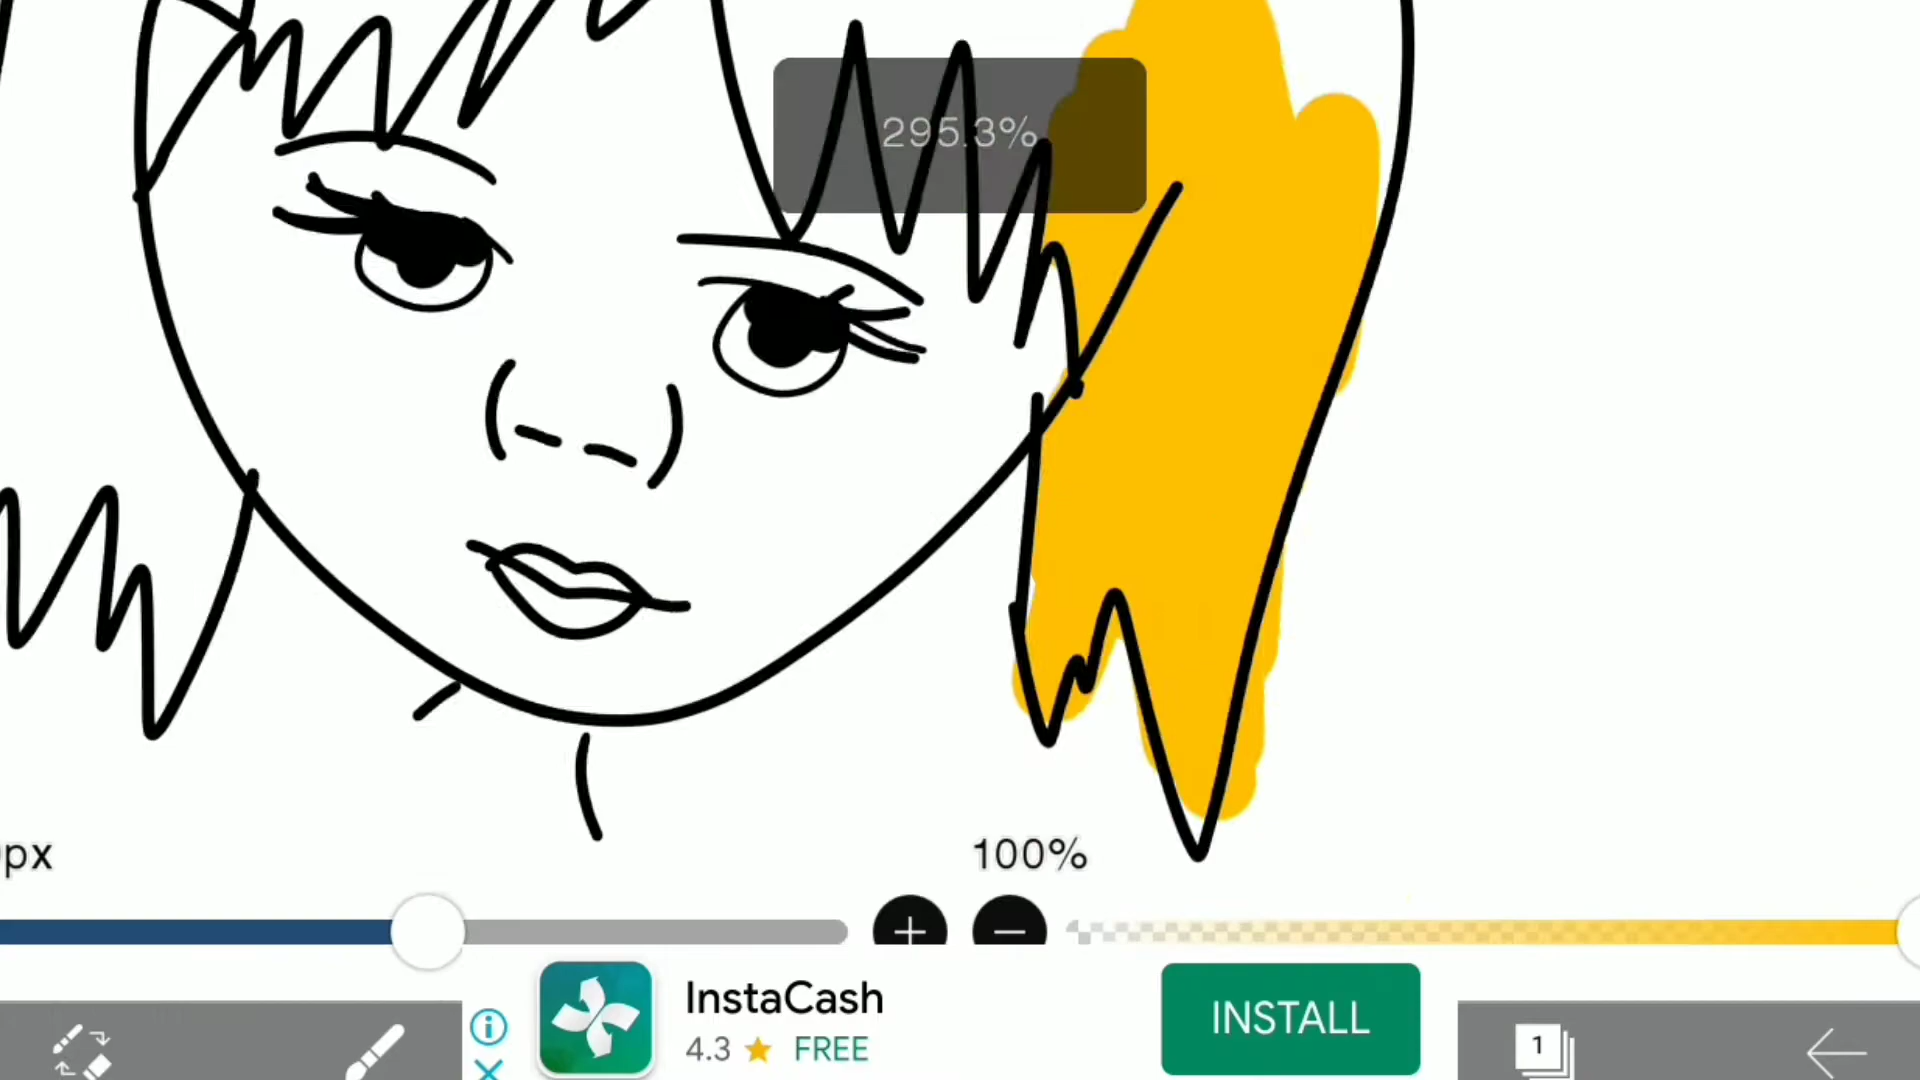 295.3%
px
100%
InstaCash
4.3 ★ FREE
INSTALL
1